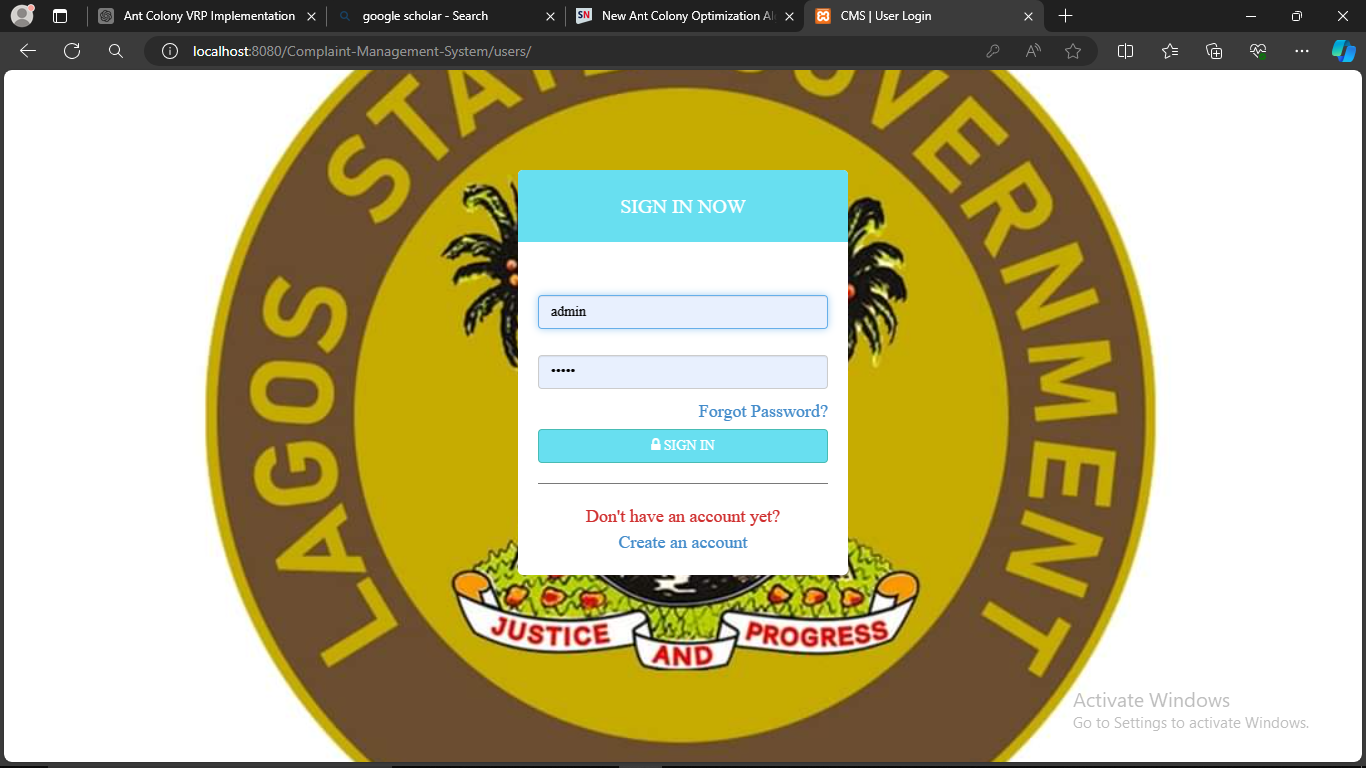 Ant Colony VRP Implementation
google scholar - Search
SN
New Ant Colony Optimization Al
CMS | User Login
localhost:8080/Complaint-Management-System/users/
LAGOS STATE GOVERNMENT
SIGN IN NOW
admin
•••••
Forgot Password?
SIGN IN
Don't have an account yet?
Create an account
JUSTICE AND PROGRESS
Activate Windows
Go to Settings to activate Windows.